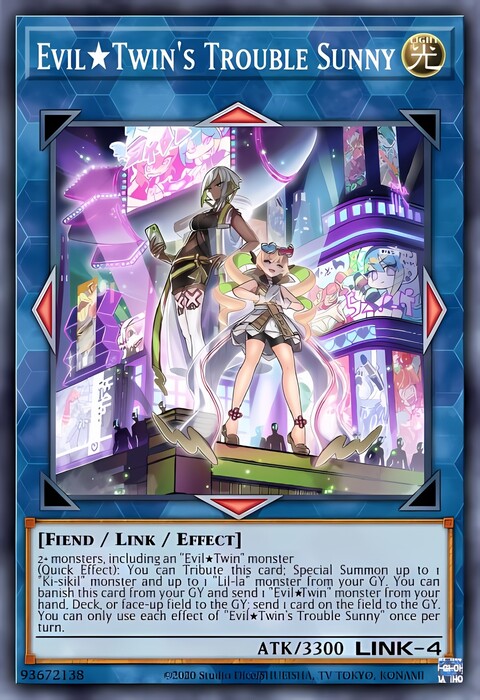 Evil★Twin's Trouble Sunny
LIGHT
光
[Fiend / Link / Effect]
2+ monsters, including an "Evil★Twin" monster
(Quick Effect): You can Tribute this card; Special Summon up to 1
"Ki-sikil" monster and up to 1 "Lil-la" monster from your GY. You can
banish this card from your GY and send 1 "Evil★Twin" monster from your
hand, Deck, or face-up field to the GY; send 1 card on the field to the GY.
You can only use each effect of "Evil★Twin's Trouble Sunny" once per
turn.
ATK/3300 LINK-4
93672138
©2020 Studio Dice/SHUEISHA, TV TOKYO, KONAMI